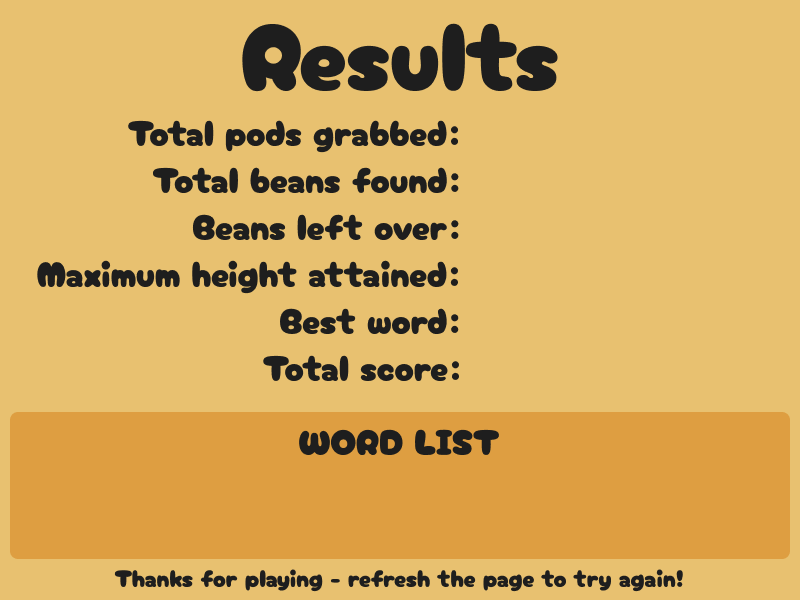 Results
Total pods grabbed:
Total beans found:
Beans left over:
Maximum height attained:
Best word:
Total score:
WORD LIST
Thanks for playing - refresh the page to try again!